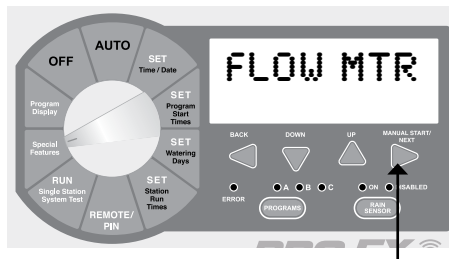 OFF
AUTO
SET
Time / Date
SET
Program
Start
Times
SET
Watering
Days
SET
Station
Run
Times
REMOTE/
PIN
RUN
Single Station
System Test
Special
Features
Program
Display
FLOW MTR
BACK
DOWN
UP
MANUAL START/
NEXT
ERROR
A
B
C
ON
DISABLED
PROGRAMS
RAIN
SENSOR